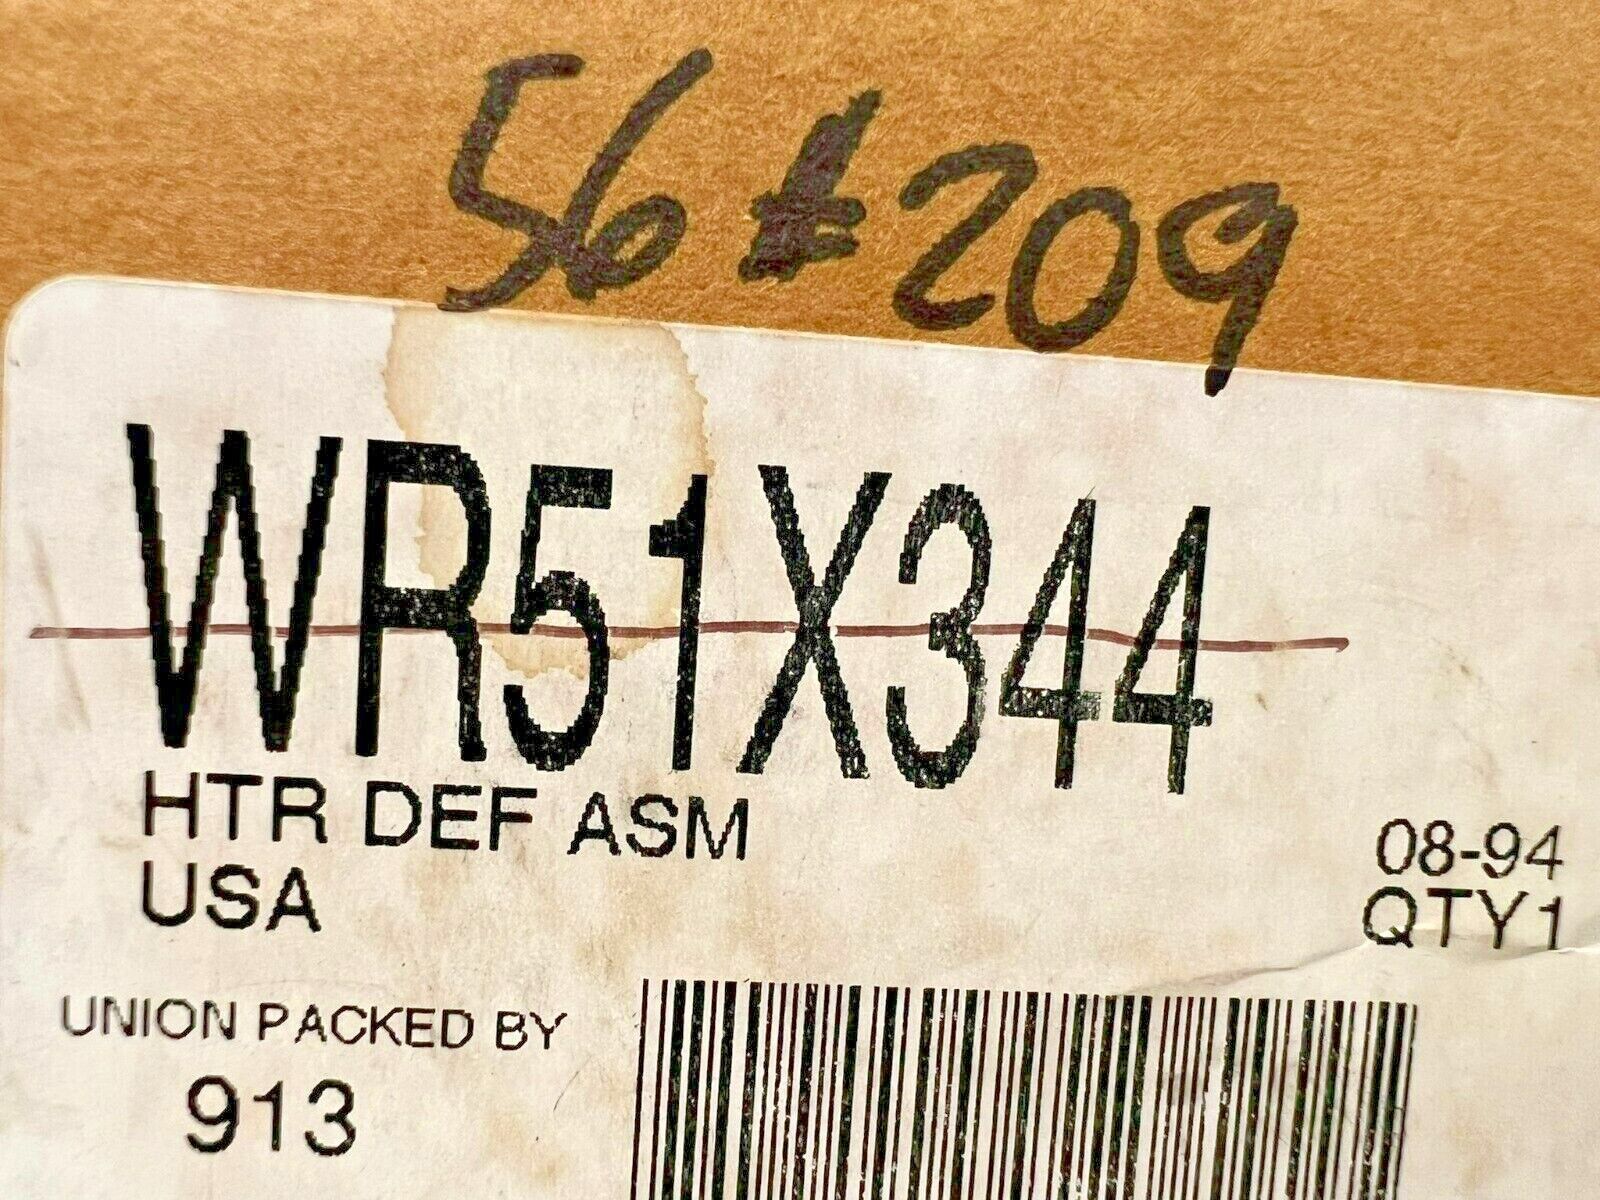 56 #209
WR51X344
HTR DEF ASM
08-94
USA
QTY1
UNION PACKED BY
913